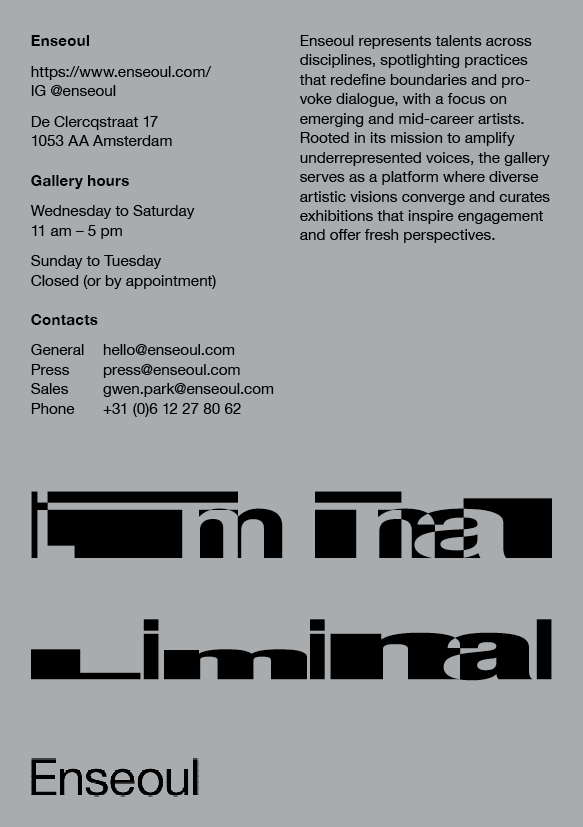 Enseoul
https://www.enseoul.com/
IG @enseoul
De Clercqstraat 17
1053 AA Amsterdam
Gallery hours
Wednesday to Saturday
11 am – 5 pm
Sunday to Tuesday
Closed (or by appointment)
Contacts
General hello@enseoul.com
Press press@enseoul.com
Sales gwen.park@enseoul.com
Phone +31 (0)6 12 27 80 62
Enseoul represents talents across
disciplines, spotlighting practices
that redefine boundaries and pro-
voke dialogue, with a focus on
emerging and mid-career artists.
Rooted in its mission to amplify
underrepresented voices, the gallery
serves as a platform where diverse
artistic visions converge and curates
exhibitions that inspire engagement
and offer fresh perspectives.
Liminal
Enseoul